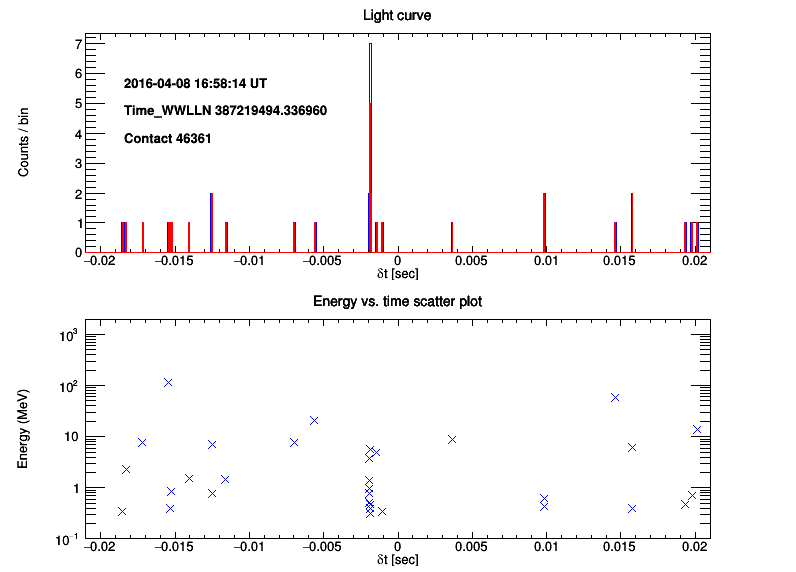 Light curve
Counts / bin
7
6
5
4
3
2
1
0
2016-04-08 16:58:14 UT
Time_WWLLN 387219494.336960
Contact 46361
−0.02 −0.015 −0.01 −0.005 0 0.005 0.01 0.015 0.02
δt [sec]
Energy vs. time scatter plot
Energy (MeV)
10³
10²
10
1
10⁻¹
−0.02 −0.015 −0.01 −0.005 0 0.005 0.01 0.015 0.02
δt [sec]